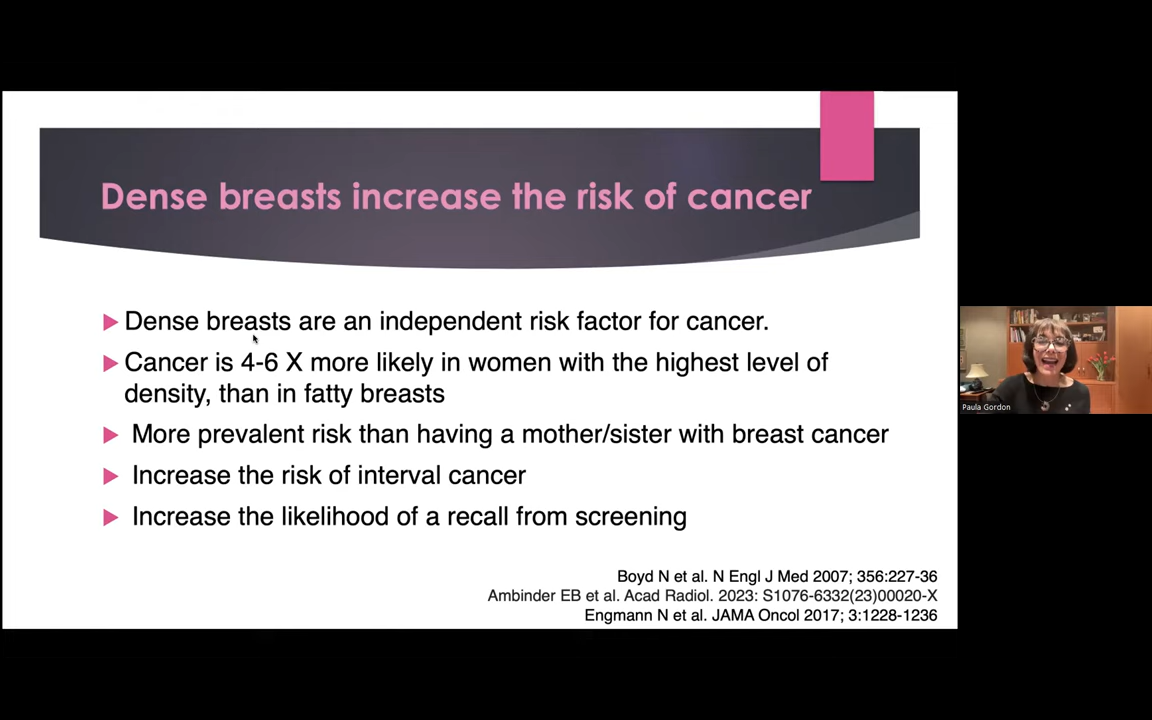 Dense breasts increase the risk of cancer
Dense breasts are an independent risk factor for cancer.
Cancer is 4-6 X more likely in women with the highest level of
density, than in fatty breasts
More prevalent risk than having a mother/sister with breast cancer
Increase the risk of interval cancer
Increase the likelihood of a recall from screening
Boyd N et al. N Engl J Med 2007; 356:227-36
Ambinder EB et al. Acad Radiol. 2023: S1076-6332(23)00020-X
Engmann N et al. JAMA Oncol 2017; 3:1228-1236
Paula Gordon